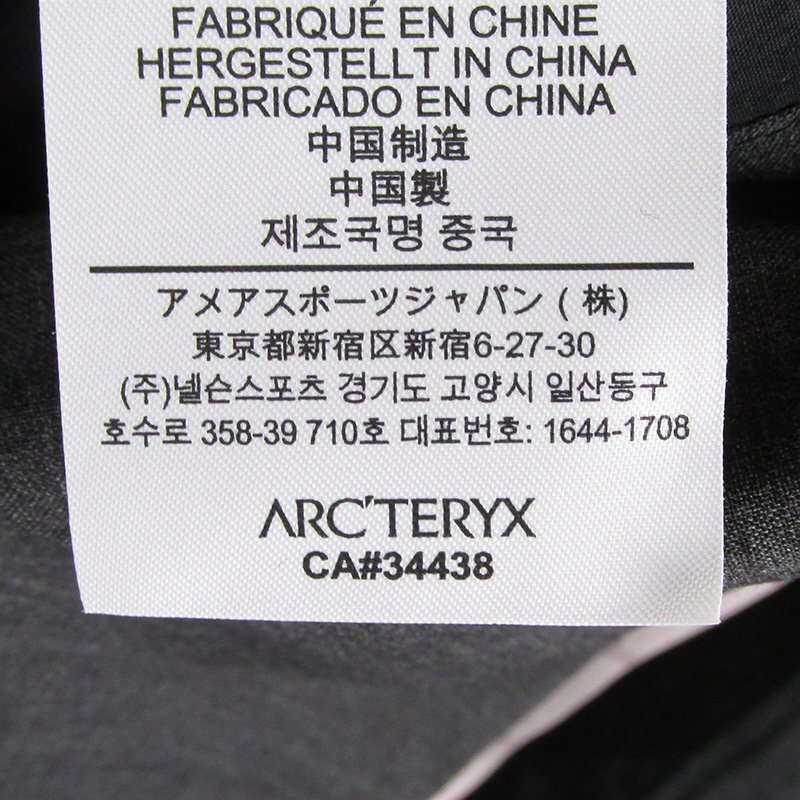 FABRIQUÉ EN CHINE
HERGESTELLT IN CHINA
FABRICADO EN CHINA
中国制造
中国製
제조국명 중국
アメアスポーツジャパン (株)
東京都新宿区新宿6-27-30
(주)넬슨스포츠 경기도 고양시 일산동구
호수로 358-39 710호 대표번호: 1644-1708
ARC'TERYX
CA#34438